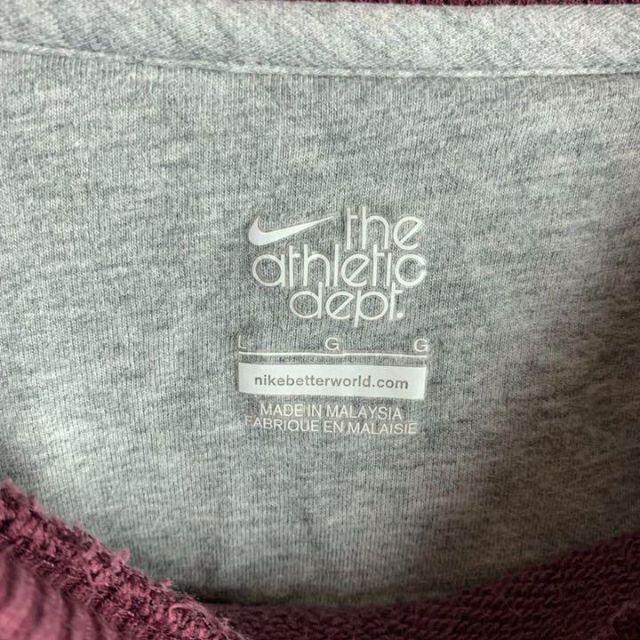 the
athletic
dept.
L G G
nikebetterworld.com
MADE IN MALAYSIA
FABRIQUE EN MALAISIE